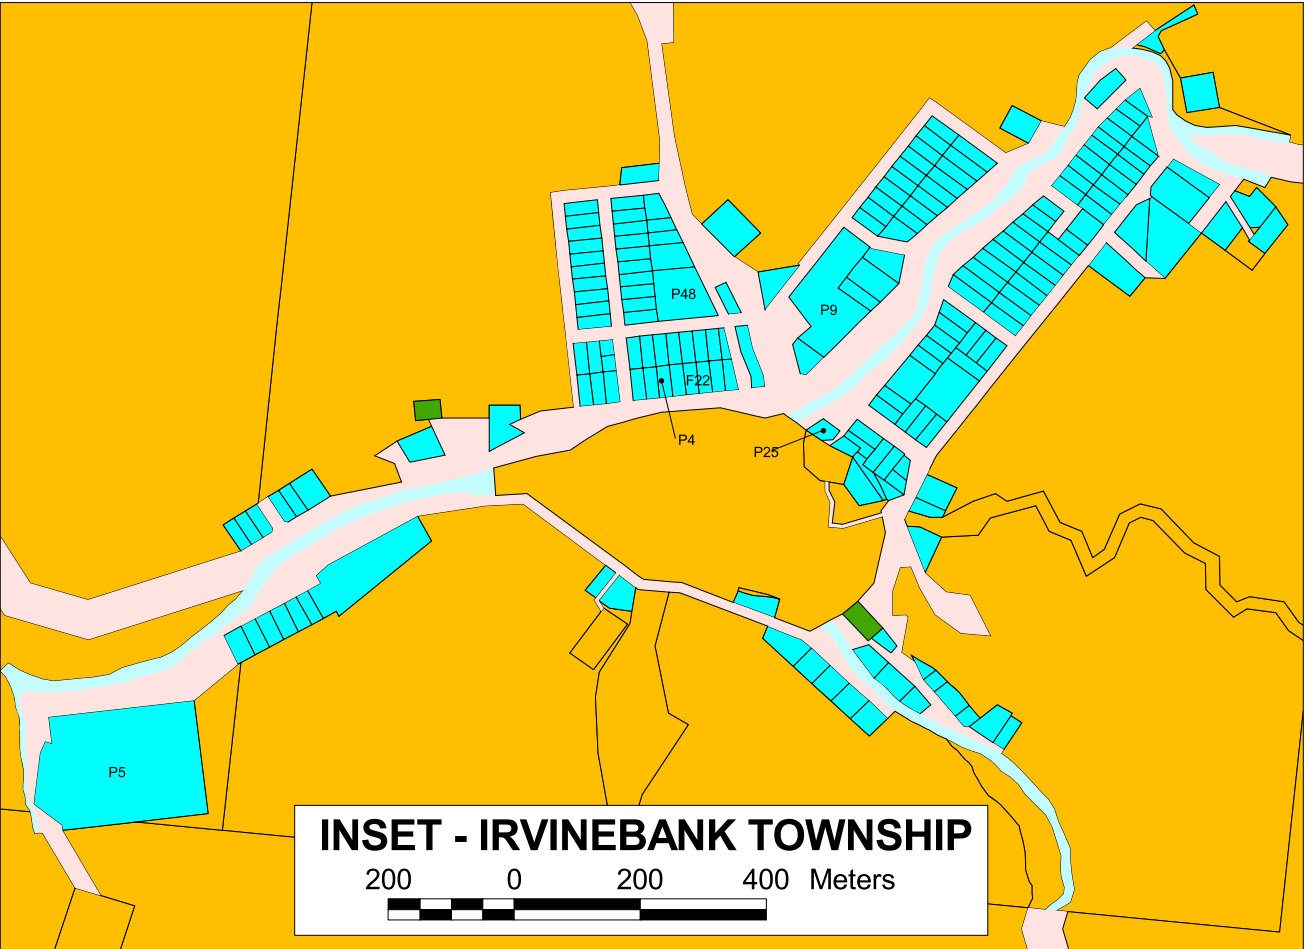 P48
P9
F22
P4
P25
P5
INSET - IRVINEBANK TOWNSHIP
200 0 200 400 Meters